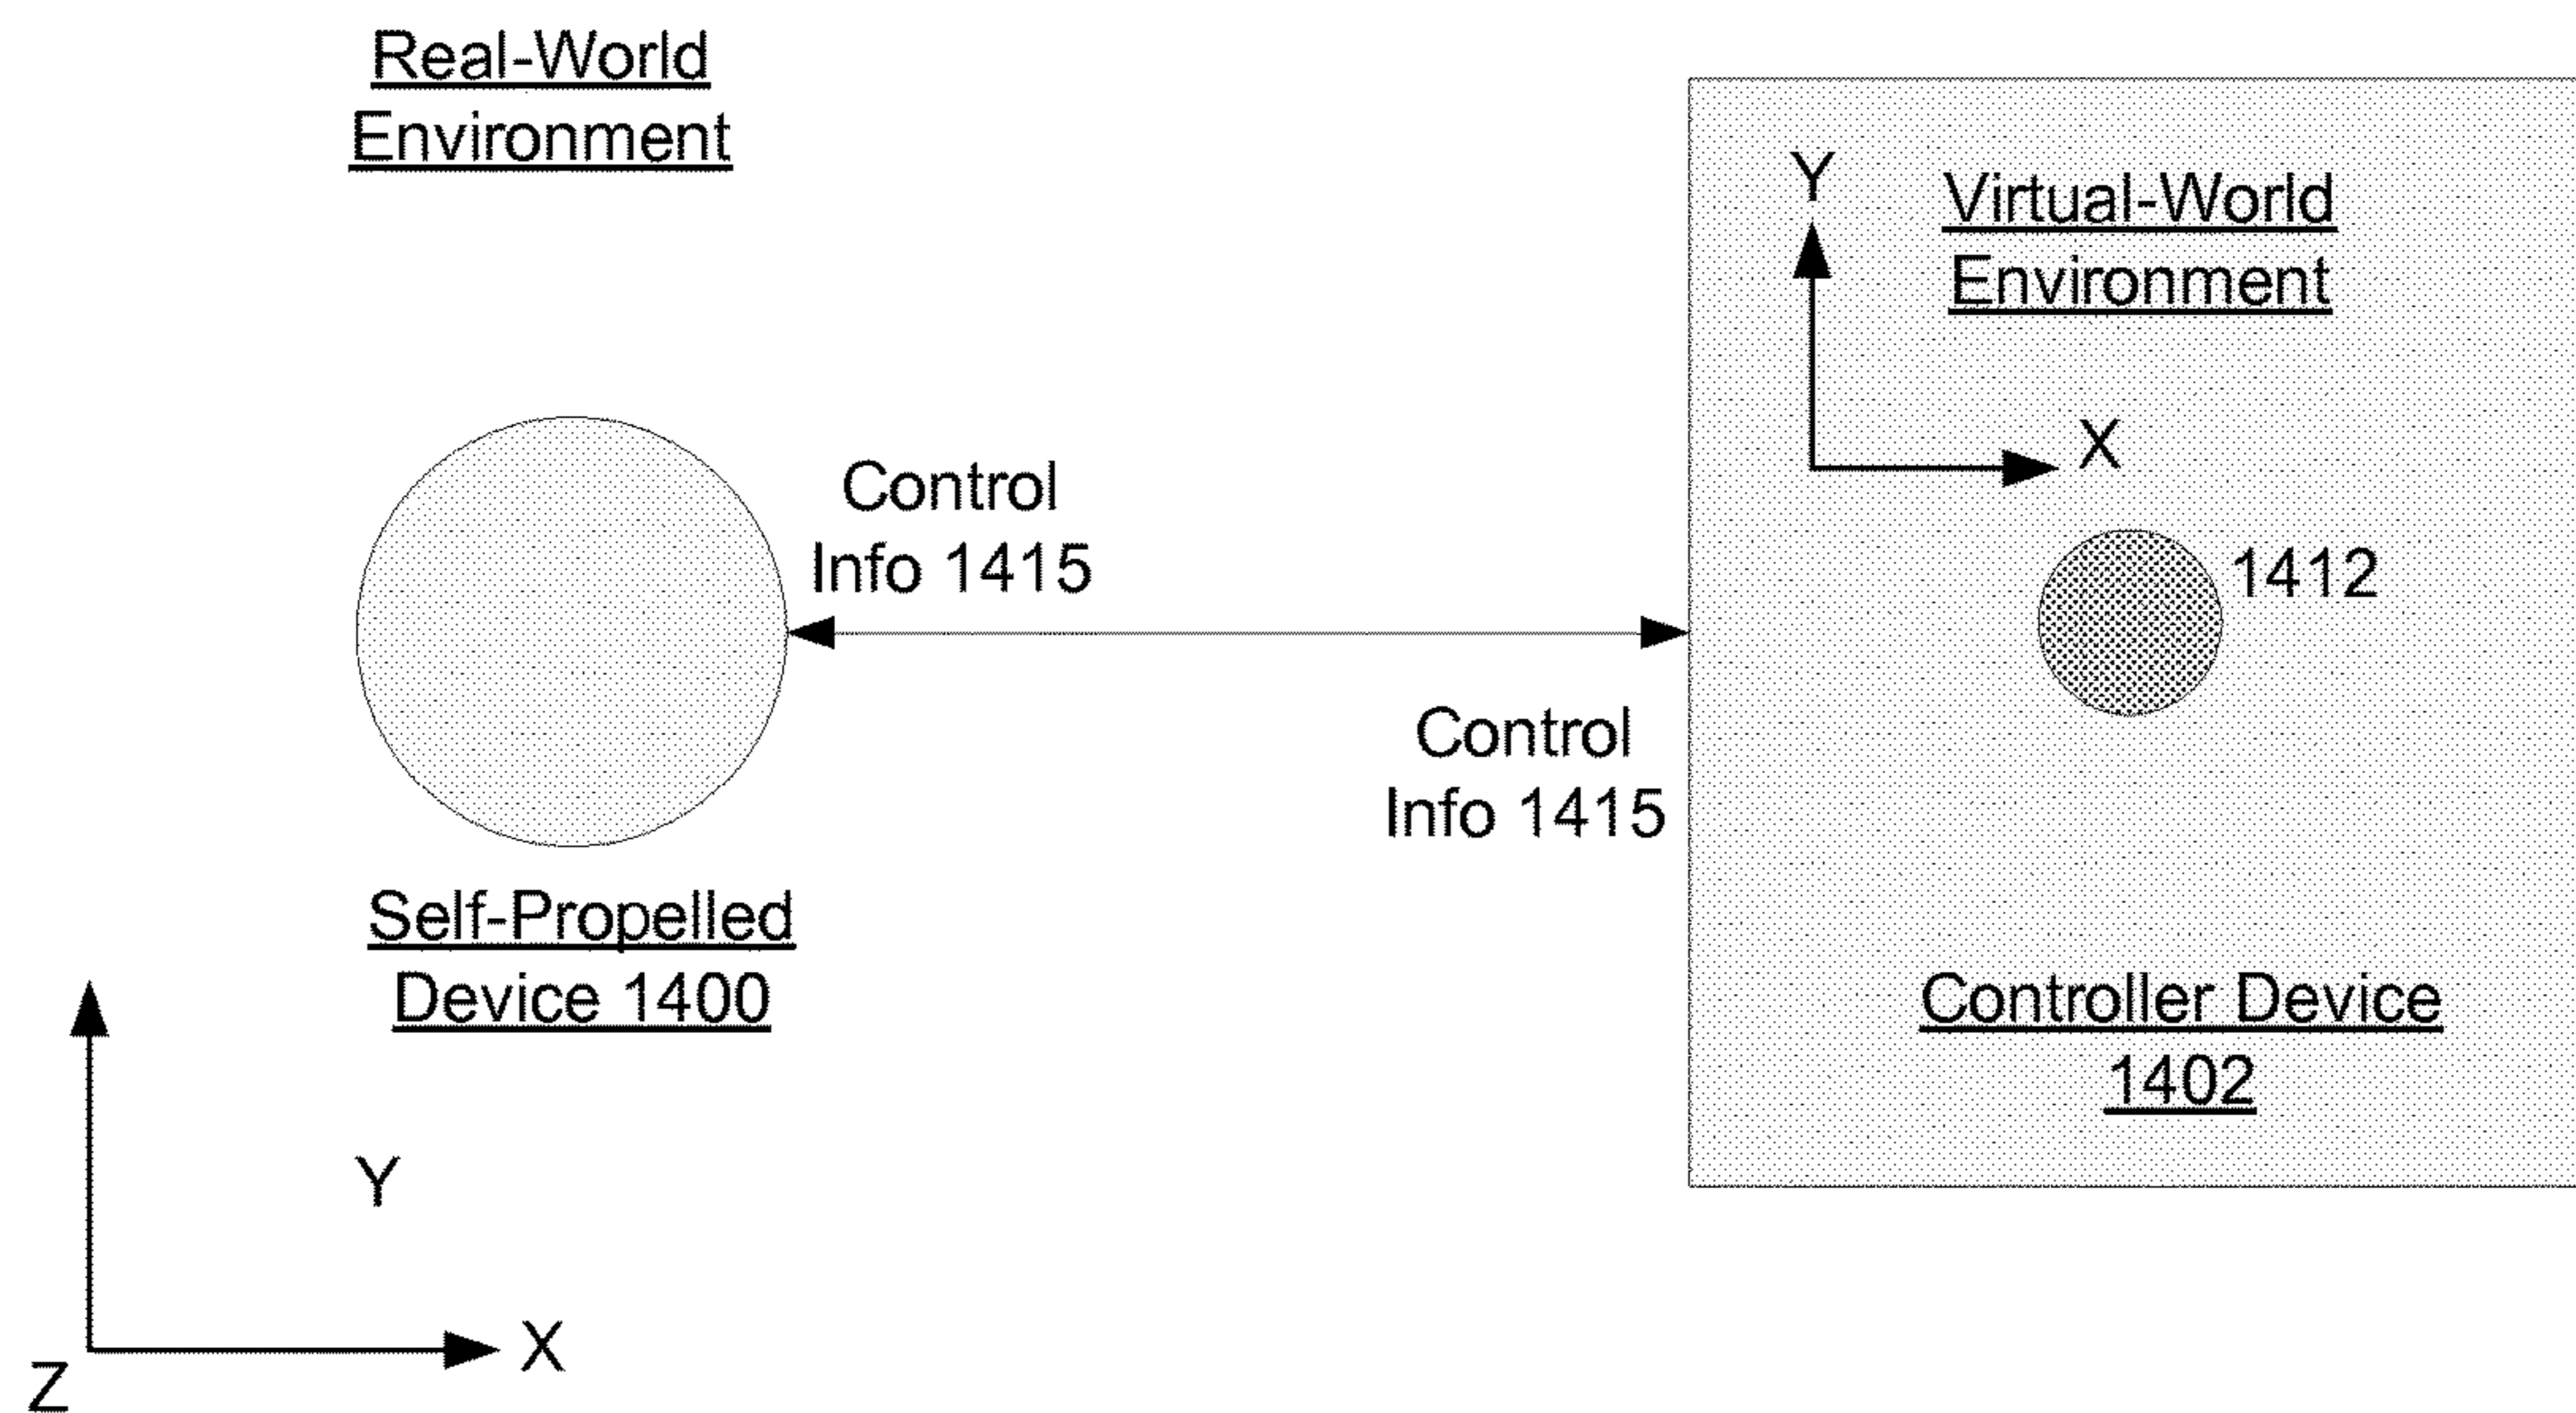 Real-World
Environment
Y
Virtual-World
Environment
X
Control
Info 1415
1412
Control
Info 1415
Self-Propelled
Device 1400
Controller Device
1402
Y
X
Z